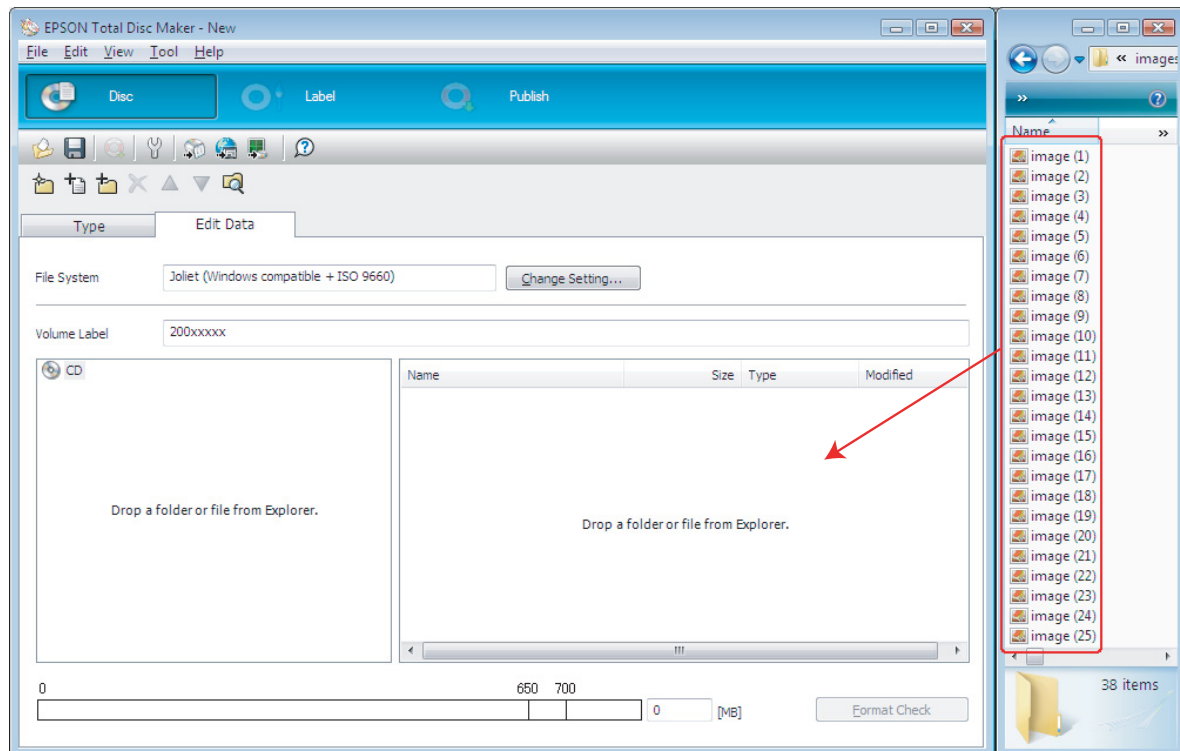 EPSON Total Disc Maker - New
File Edit View Tool Help
Disc Label Publish
Type Edit Data
File System Joliet (Windows compatible + ISO 9660) Change Setting...
Volume Label 200xxxxx
CD
Drop a folder or file from Explorer.
Name Size Type Modified
Drop a folder or file from Explorer.
0 650 700
0 [MB] Format Check
« images
»
Name »
image (1)
image (2)
image (3)
image (4)
image (5)
image (6)
image (7)
image (8)
image (9)
image (10)
image (11)
image (12)
image (13)
image (14)
image (15)
image (16)
image (17)
image (18)
image (19)
image (20)
image (21)
image (22)
image (23)
image (24)
image (25)
38 items